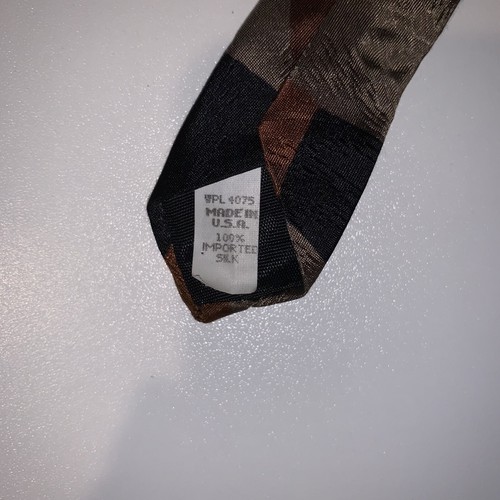 WPL 4075
MADE IN
U.S.A.
100%
IMPORTED
SILK